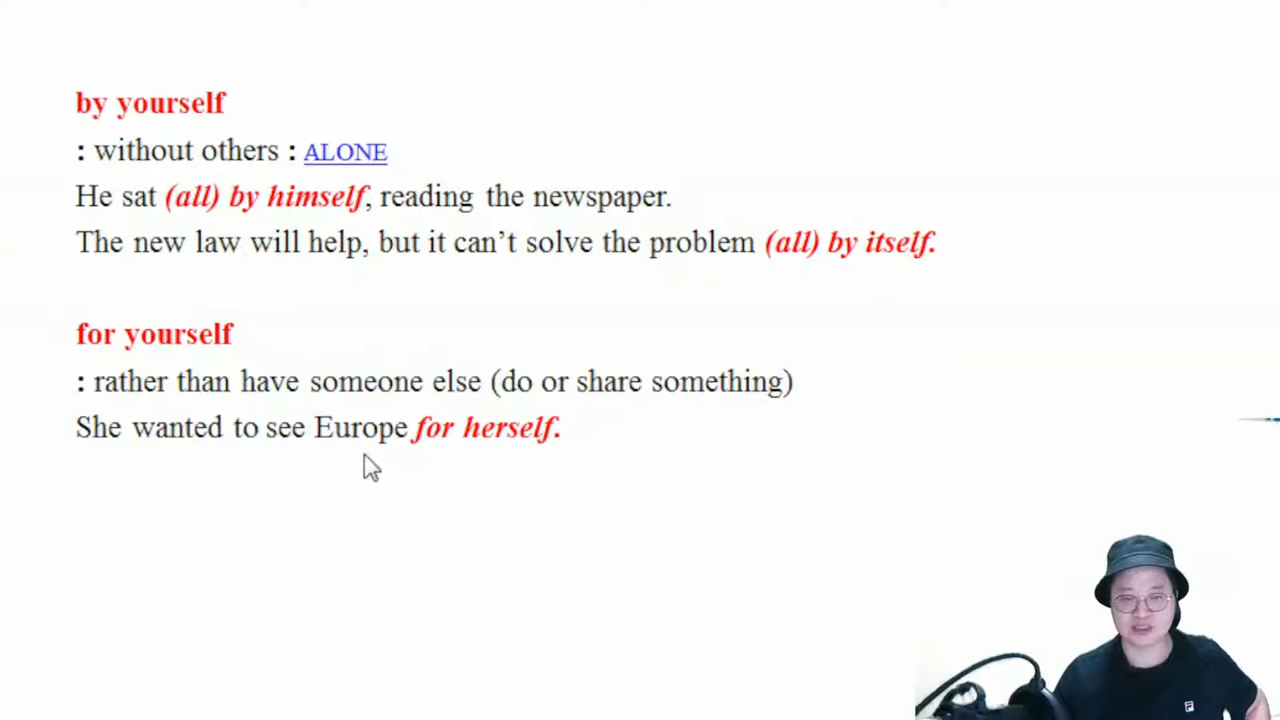 by yourself
: without others : ALONE
He sat (all) by himself, reading the newspaper.
The new law will help, but it can’t solve the problem (all) by itself.
for yourself
: rather than have someone else (do or share something)
She wanted to see Europe for herself.